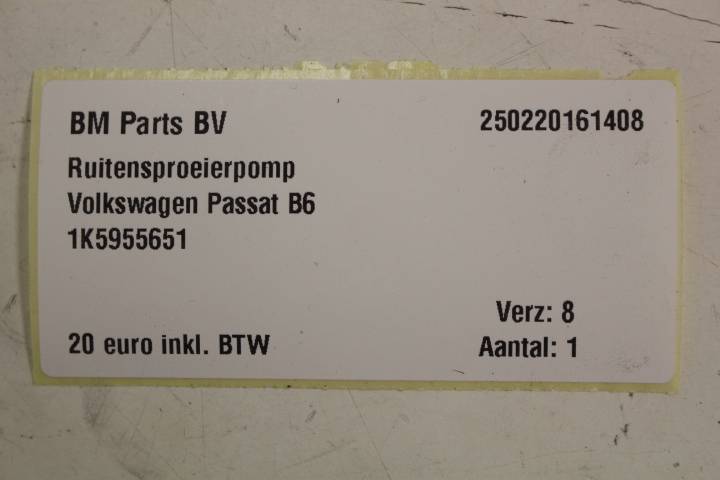 BM Parts BV 250220161408
Ruitensproeierpomp
Volkswagen Passat B6
1K5955651
Verz: 8
20 euro inkl. BTW Aantal: 1